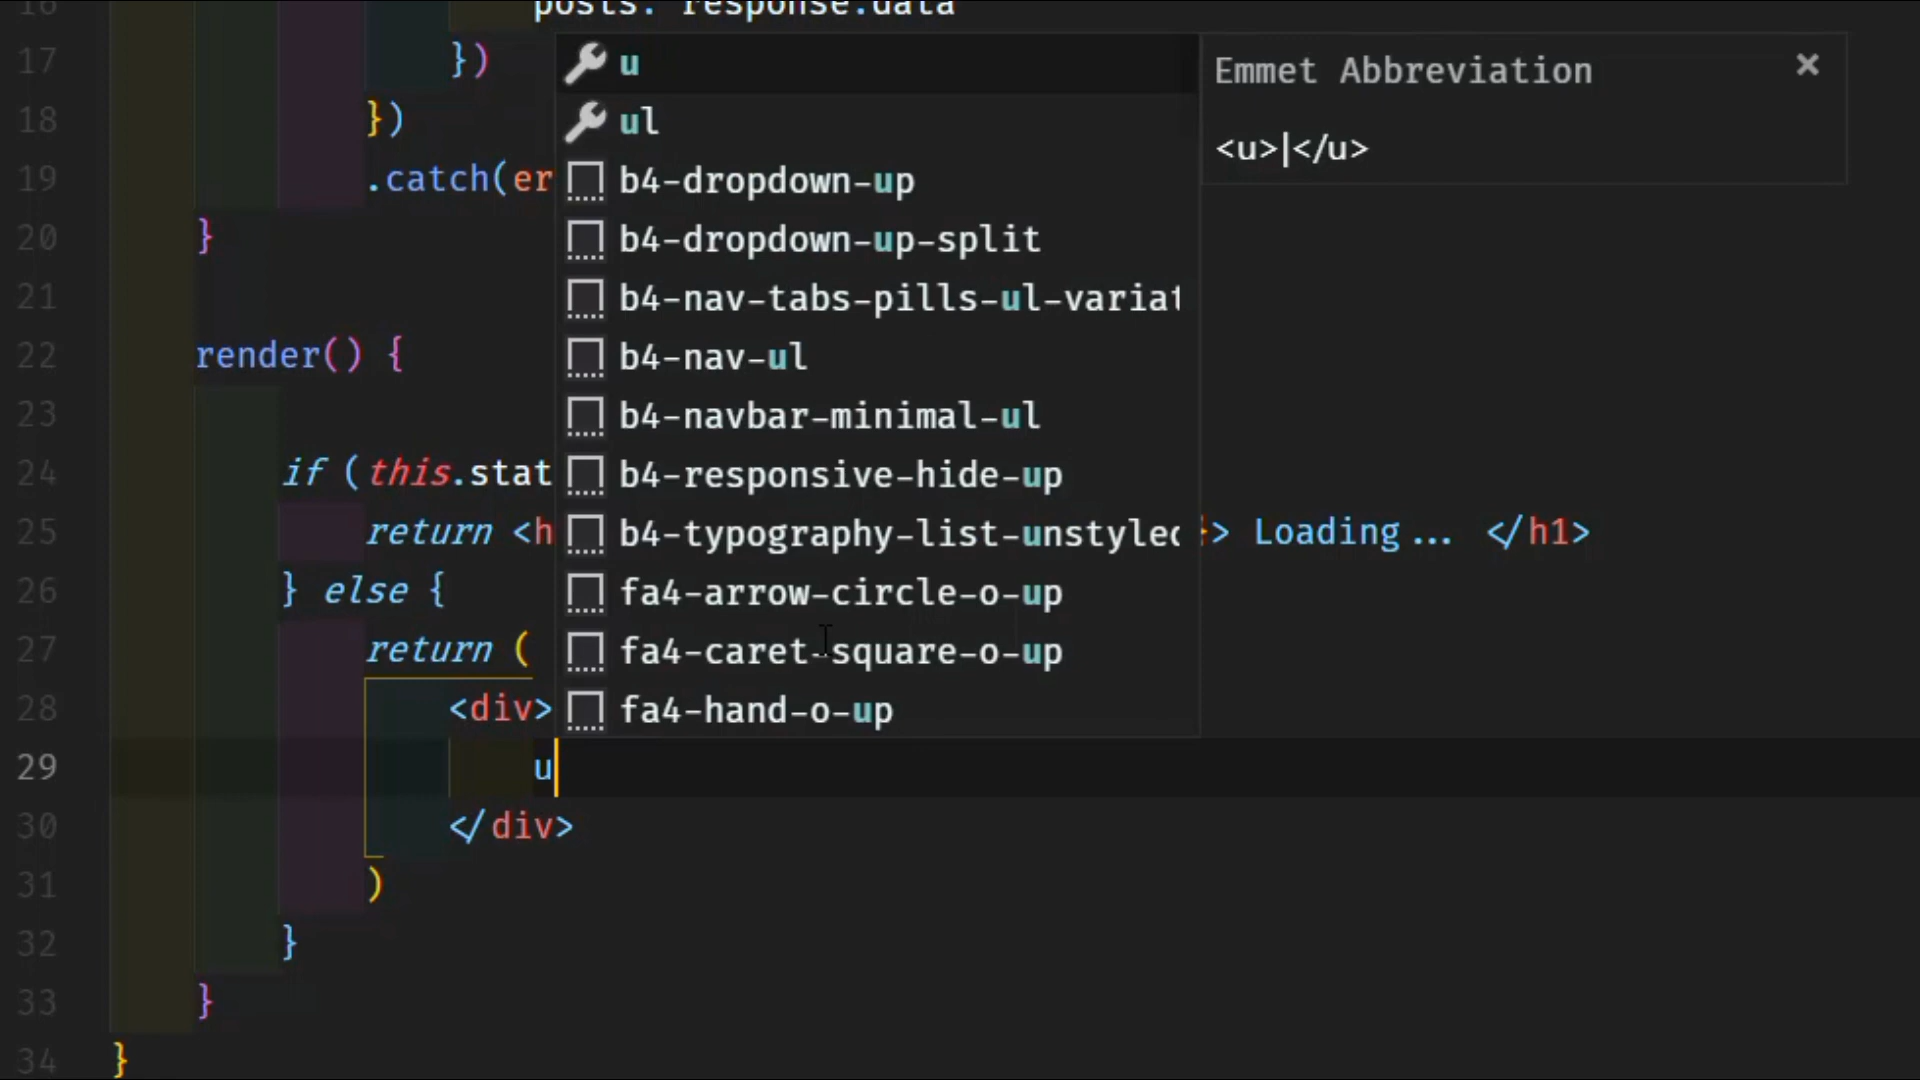 16 posts: response.data
17 })
18 })
19 .catch(er
20 }
21
22 render() {
23
24 if (this.stat
25 return <h > Loading... </h1>
26 } else {
27 return (
28 <div>
29 u
30 </div>
31 )
32 }
33 }
34 }
u
ul
b4-dropdown-up
b4-dropdown-up-split
b4-nav-tabs-pills-ul-variat
b4-nav-ul
b4-navbar-minimal-ul
b4-responsive-hide-up
b4-typography-list-unstyled
fa4-arrow-circle-o-up
fa4-caret-square-o-up
fa4-hand-o-up
Emmet Abbreviation ×
<u>|</u>